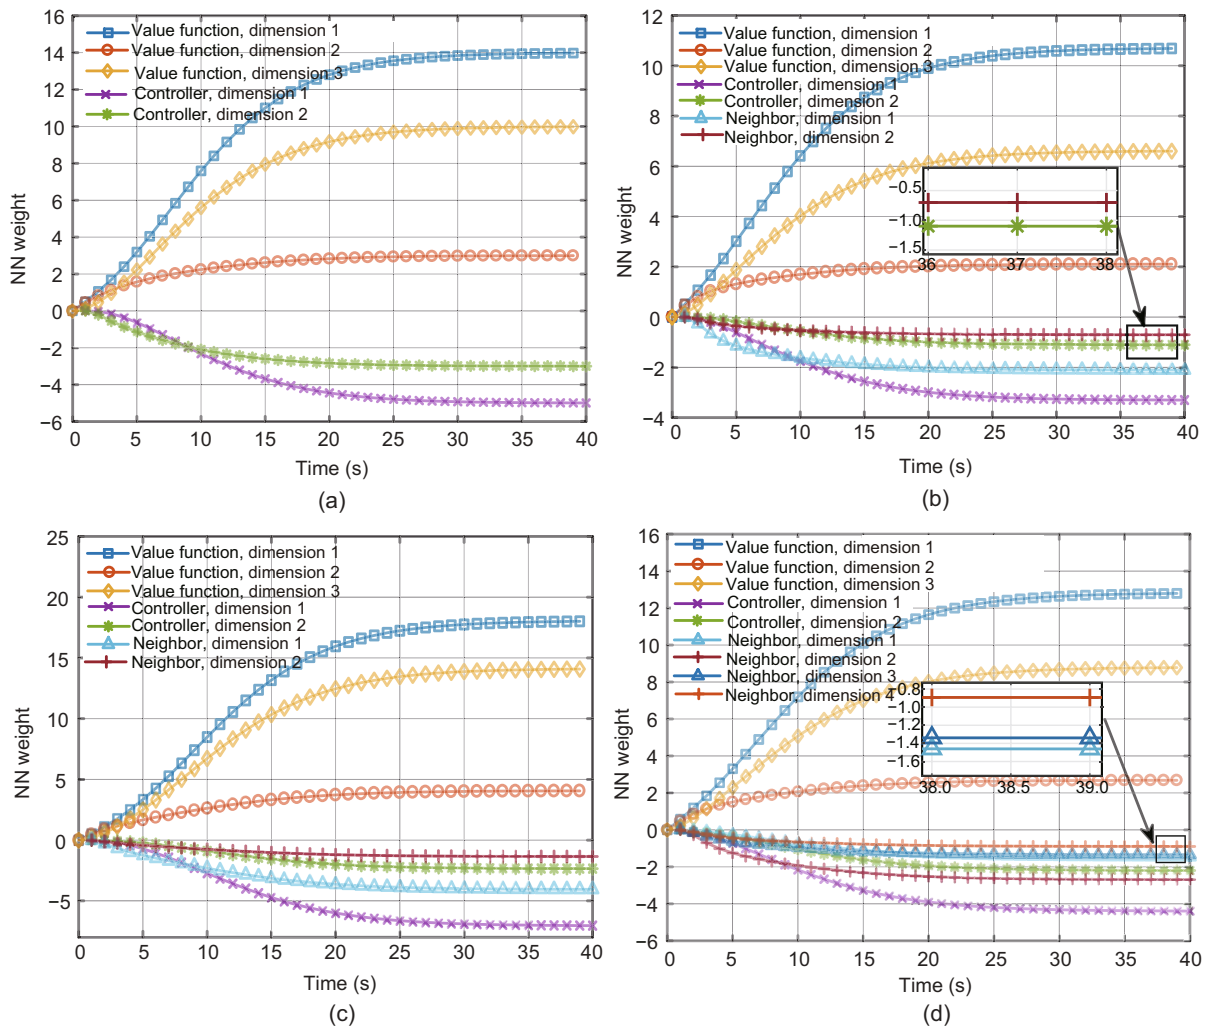 16
14
12
10
8
6
4
2
0
−2
−4
−6
NN weight
Value function, dimension 1
Value function, dimension 2
Value function, dimension 3
Controller, dimension 1
Controller, dimension 2
0 5 10 15 20 25 30 35 40
Time (s)
(a)
12
10
8
6
4
2
0
−2
−4
NN weight
Value function, dimension 1
Value function, dimension 2
Value function, dimension 3
Controller, dimension 1
Controller, dimension 2
Neighbor, dimension 1
Neighbor, dimension 2
−0.5
−1.0
−1.5
36 37 38
0 5 10 15 20 25 30 35 40
Time (s)
(b)
25
20
15
10
5
0
−5
NN weight
Value function, dimension 1
Value function, dimension 2
Value function, dimension 3
Controller, dimension 1
Controller, dimension 2
Neighbor, dimension 1
Neighbor, dimension 2
0 5 10 15 20 25 30 35 40
Time (s)
(c)
16
14
12
10
8
6
4
2
0
−2
−4
−6
NN weight
Value function, dimension 1
Value function, dimension 2
Value function, dimension 3
Controller, dimension 1
Controller, dimension 2
Neighbor, dimension 1
Neighbor, dimension 2
Neighbor, dimension 3
Neighbor, dimension 4
−0.8
−1.0
−1.2
−1.4
−1.6
38.0 38.5 39.0
0 5 10 15 20 25 30 35 40
Time (s)
(d)